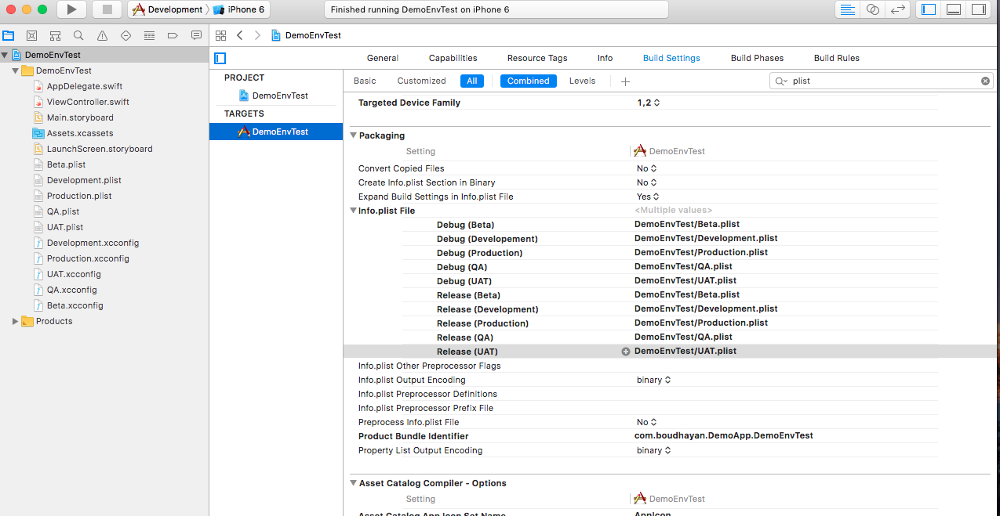 Development 〉 iPhone 6
Finished running DemoEnvTest on iPhone 6
DemoEnvTest
DemoEnvTest
DemoEnvTest
AppDelegate.swift
ViewController.swift
Main.storyboard
Assets.xcassets
LaunchScreen.storyboard
Beta.plist
Development.plist
Production.plist
QA.plist
UAT.plist
Development.xcconfig
Production.xcconfig
UAT.xcconfig
QA.xcconfig
Beta.xcconfig
Products
General Capabilities Resource Tags Info Build Settings Build Phases Build Rules
PROJECT
DemoEnvTest
TARGETS
DemoEnvTest
Basic Customized All Combined Levels + plist
Targeted Device Family 1,2
Packaging
Setting DemoEnvTest
Convert Copied Files No
Create Info.plist Section in Binary No
Expand Build Settings in Info.plist File Yes
Info.plist File <Multiple values>
Debug (Beta) DemoEnvTest/Beta.plist
Debug (Developement) DemoEnvTest/Development.plist
Debug (Production) DemoEnvTest/Production.plist
Debug (QA) DemoEnvTest/QA.plist
Debug (UAT) DemoEnvTest/UAT.plist
Release (Beta) DemoEnvTest/Beta.plist
Release (Development) DemoEnvTest/Development.plist
Release (Production) DemoEnvTest/Production.plist
Release (QA) DemoEnvTest/QA.plist
Release (UAT) DemoEnvTest/UAT.plist
Info.plist Other Preprocessor Flags
Info.plist Output Encoding binary
Info.plist Preprocessor Definitions
Info.plist Preprocessor Prefix File
Preprocess Info.plist File No
Product Bundle Identifier com.boudhayan.DemoApp.DemoEnvTest
Property List Output Encoding binary
Asset Catalog Compiler - Options
Setting DemoEnvTest
Asset Catalog App Icon Set Name AppIcon